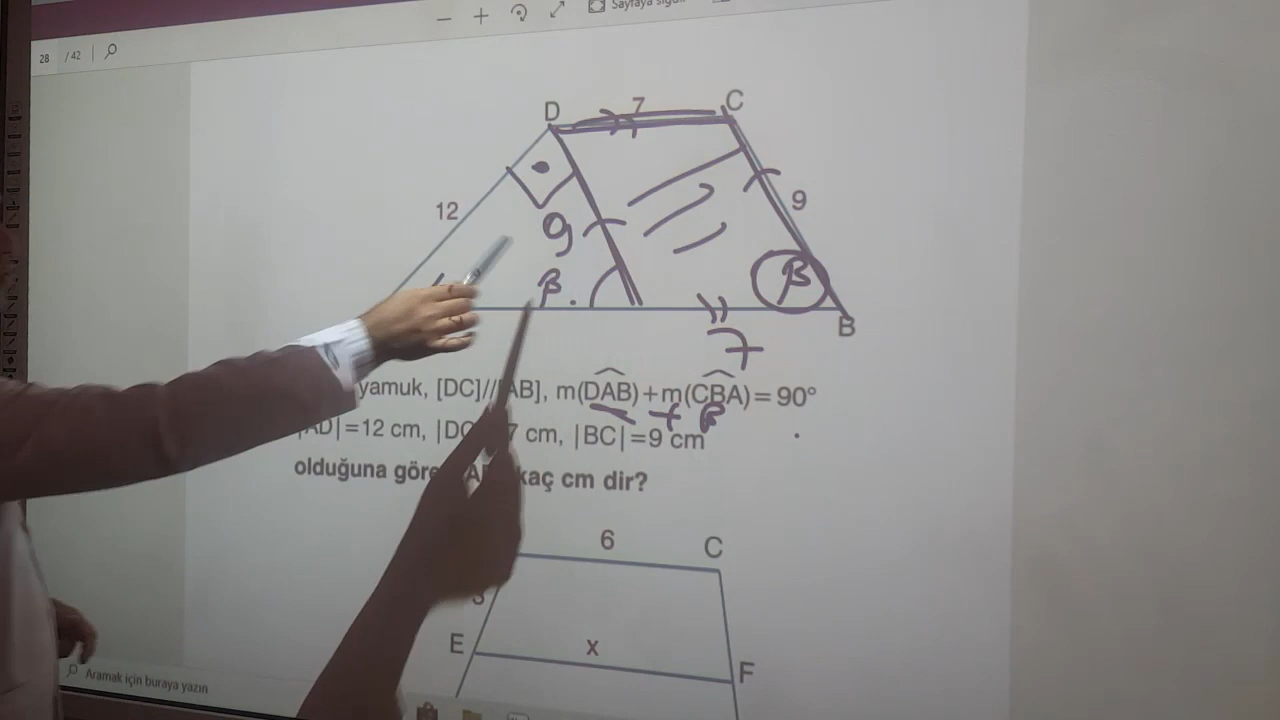 28 /42
Sayfaya
D 7 C
12
9
9
β
β
B
7
yamuk, [DC]//[AB], m(DAB)+m(CBA)=90°
+ β
|AD|=12 cm, |DC 7 cm, |BC|=9 cm
olduğuna göre kaç cm dir?
6 C
3
E x F
Aramak için buraya yazın